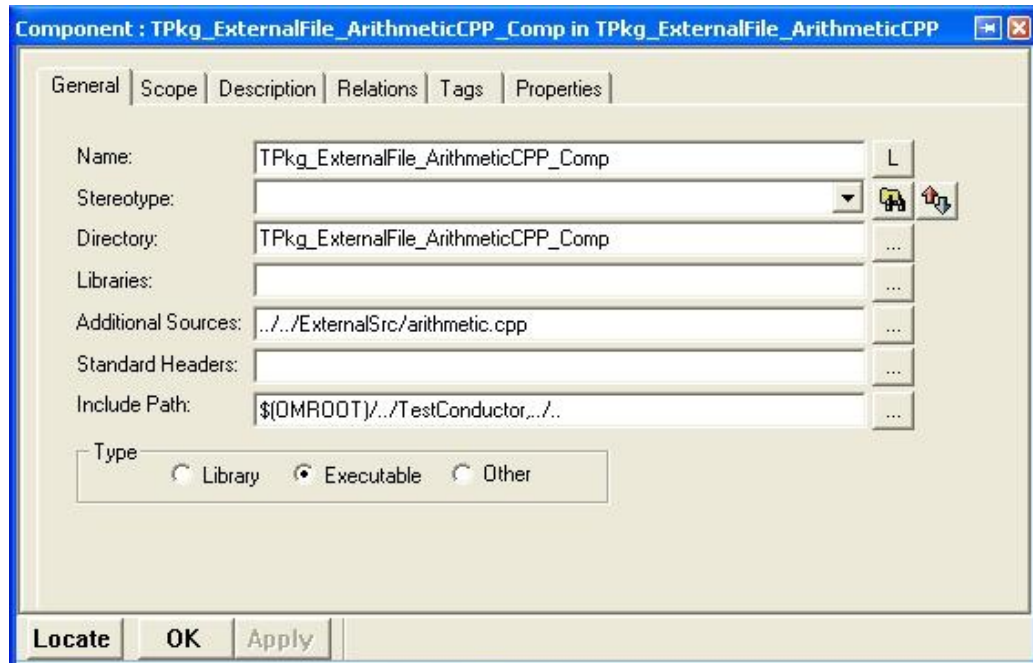 Component : TPkg_ExternalFile_ArithmeticCPP_Comp in TPkg_ExternalFile_ArithmeticCPP
General Scope Description Relations Tags Properties
Name: TPkg_ExternalFile_ArithmeticCPP_Comp L
Stereotype:
Directory: TPkg_ExternalFile_ArithmeticCPP_Comp ...
Libraries: ...
Additional Sources: ../../ExternalSrc/arithmetic.cpp ...
Standard Headers: ...
Include Path: $(OMROOT)/../TestConductor,../.. ...
Type
Library Executable Other
Locate OK Apply